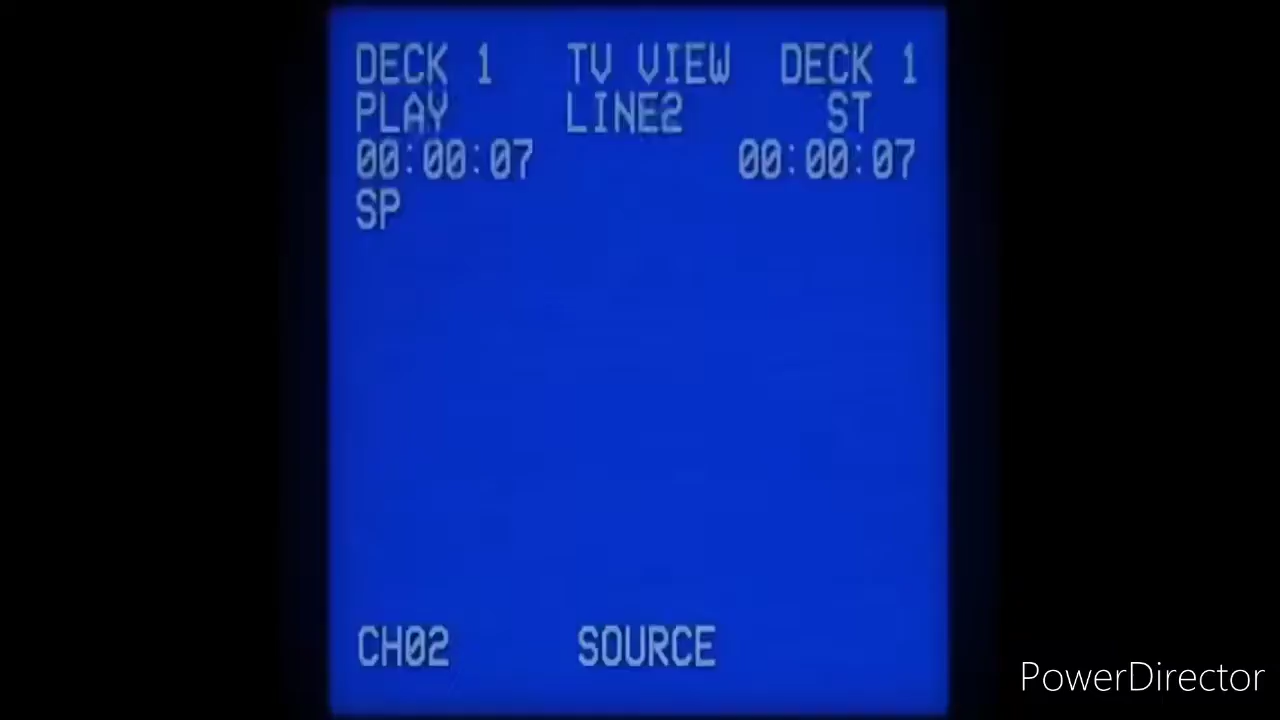 DECK 1 TV VIEW DECK 1
PLAY LINE2 ST
00:00:07 00:00:07
SP
CH02 SOURCE
PowerDirector